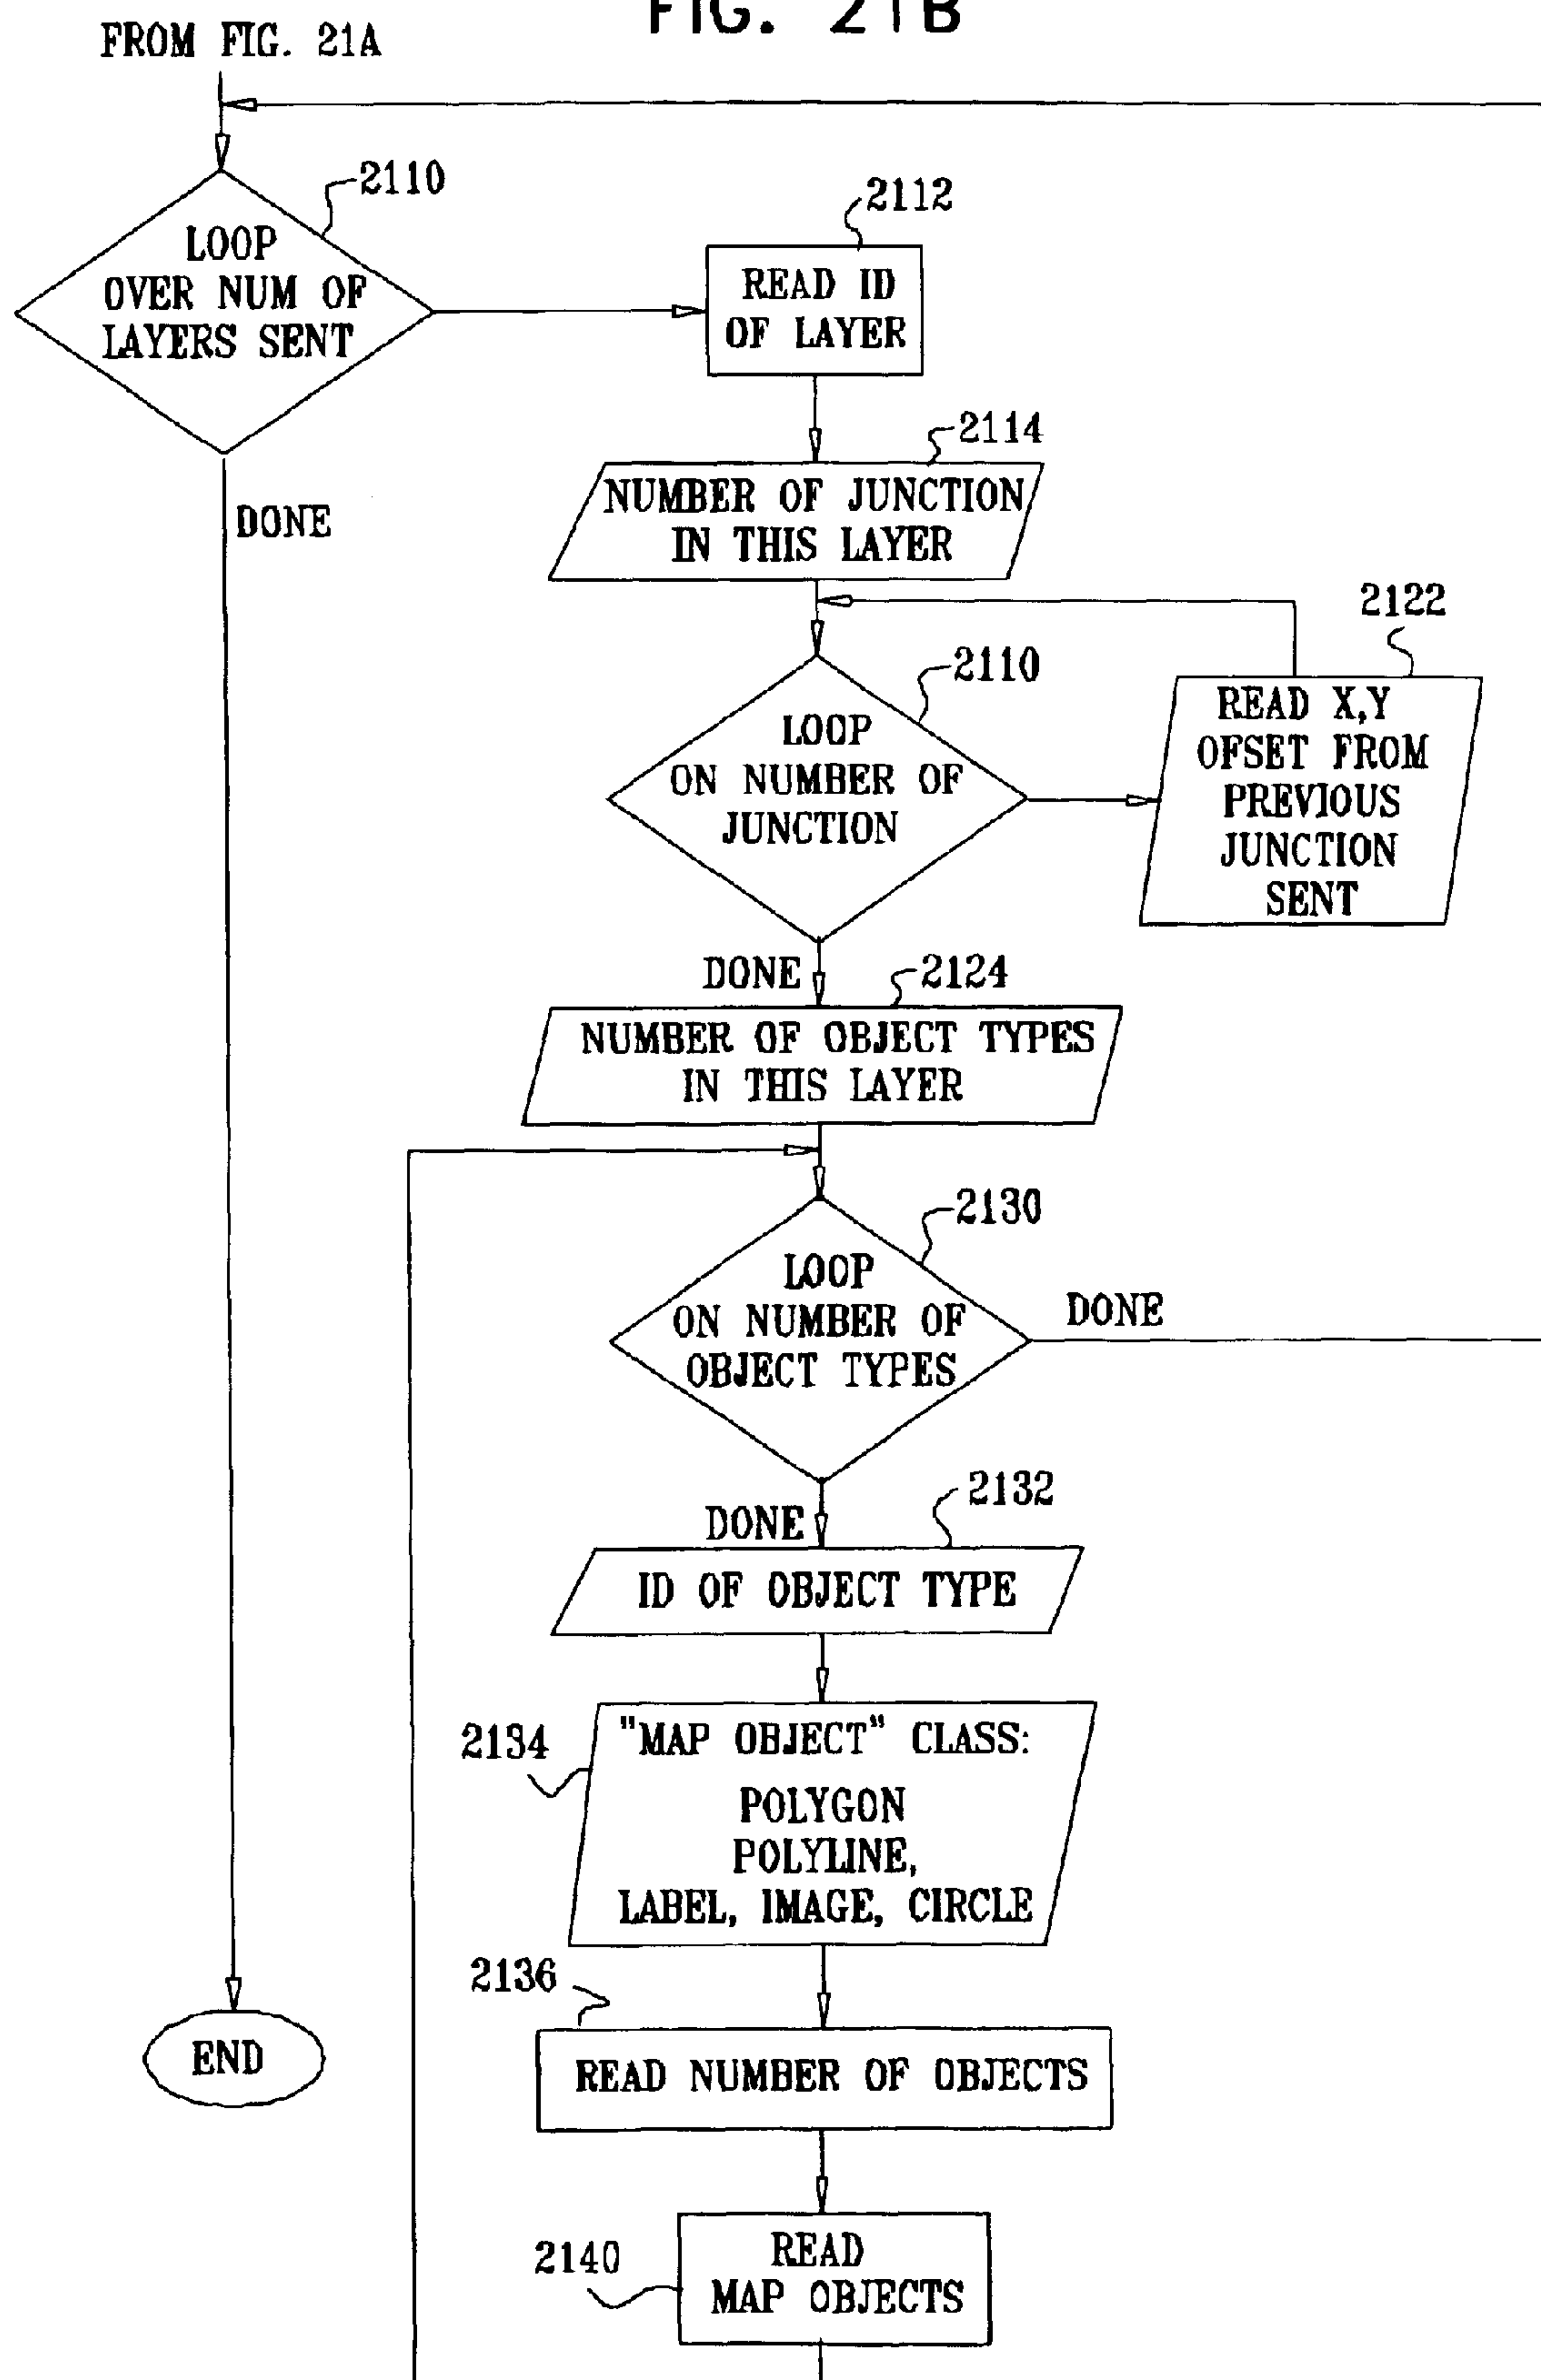 FIG. 21B
FROM FIG. 21A
2110
LOOP
OVER NUM OF
LAYERS SENT
DONE
2112
READ ID
OF LAYER
2114
NUMBER OF JUNCTION
IN THIS LAYER
2110
LOOP
ON NUMBER OF
JUNCTION
2122
READ X,Y
OFSET FROM
PREVIOUS
JUNCTION
SENT
DONE
2124
NUMBER OF OBJECT TYPES
IN THIS LAYER
2130
LOOP
ON NUMBER OF
OBJECT TYPES
DONE
DONE
2132
ID OF OBJECT TYPE
2134
"MAP OBJECT" CLASS:
POLYGON
POLYLINE,
LABEL, IMAGE, CIRCLE
2136
READ NUMBER OF OBJECTS
END
2140
READ
MAP OBJECTS